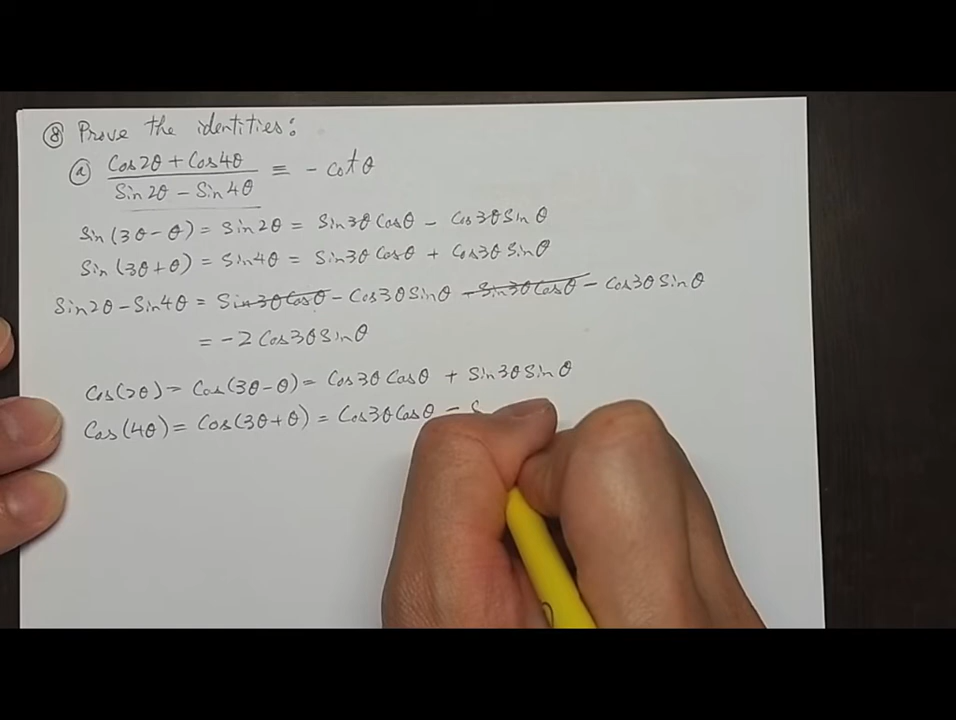 ⑧ Prove the identities:
ⓐ Cos2θ + Cos4θ / Sin2θ − Sin4θ ≡ − cotθ
Sin(3θ − θ) = Sin2θ = Sin3θ Cosθ − Cos3θ Sinθ
Sin(3θ + θ) = Sin4θ = Sin3θ Cosθ + Cos3θ Sinθ
Sin2θ − Sin4θ = Sin3θ Cosθ − Cos3θ Sinθ − Sin3θ Cosθ − Cos3θ Sinθ
= −2 Cos3θ Sinθ
Cos(2θ) = Cos(3θ − θ) = Cos3θ Cosθ + Sin3θ Sinθ
Cos(4θ) = Cos(3θ + θ) = Cos3θ Cosθ − S